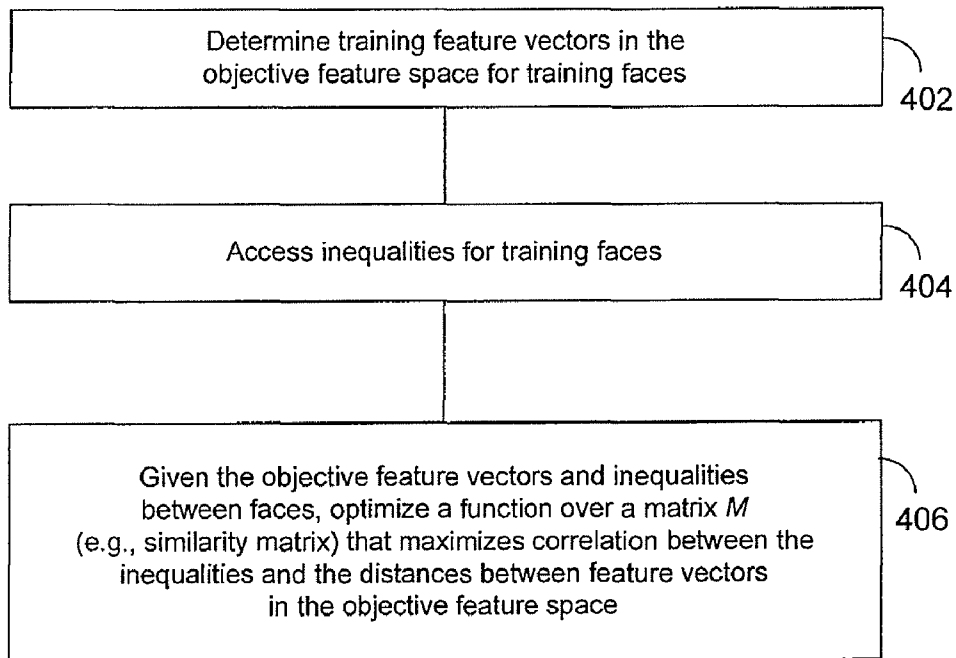 Determine training feature vectors in the
objective feature space for training faces
402
Access inequalities for training faces
404
Given the objective feature vectors and inequalities
between faces, optimize a function over a matrix M
(e.g., similarity matrix) that maximizes correlation between the
inequalities and the distances between feature vectors
in the objective feature space
406